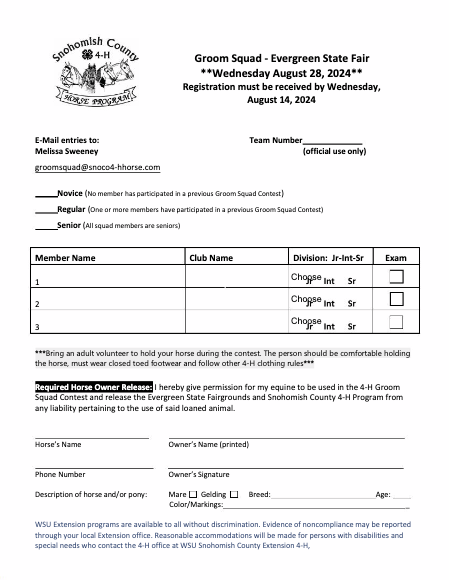 Snohomish County
4-H
HORSE PROGRAM
Groom Squad - Evergreen State Fair
**Wednesday August 28, 2024**
Registration must be received by Wednesday,
August 14, 2024
E-Mail entries to:
Team Number____________
Melissa Sweeney
(official use only)
groomsquad@snoco4-hhorse.com
_____Novice (No member has participated in a previous Groom Squad Contest)
_____Regular (One or more members have participated in a previous Groom Squad Contest)
_____Senior (All squad members are seniors)
Member Name Club Name Division: Jr-Int-Sr Exam
1 Choose Jr Int Sr
2 Choose Jr Int Sr
3 Choose Jr Int Sr
***Bring an adult volunteer to hold your horse during the contest. The person should be comfortable holding
the horse, must wear closed toed footwear and follow other 4-H clothing rules***
Required Horse Owner Release: I hereby give permission for my equine to be used in the 4-H Groom
Squad Contest and release the Evergreen State Fairgrounds and Snohomish County 4-H Program from
any liability pertaining to the use of said loaned animal.
Horse's Name Owner's Name (printed)
Phone Number Owner's Signature
Description of horse and/or pony: Mare Gelding Breed:____________________ Age: ____
Color/Markings:____________________
WSU Extension programs are available to all without discrimination. Evidence of noncompliance may be reported
through your local Extension office. Reasonable accommodations will be made for persons with disabilities and
special needs who contact the 4-H office at WSU Snohomish County Extension 4-H,